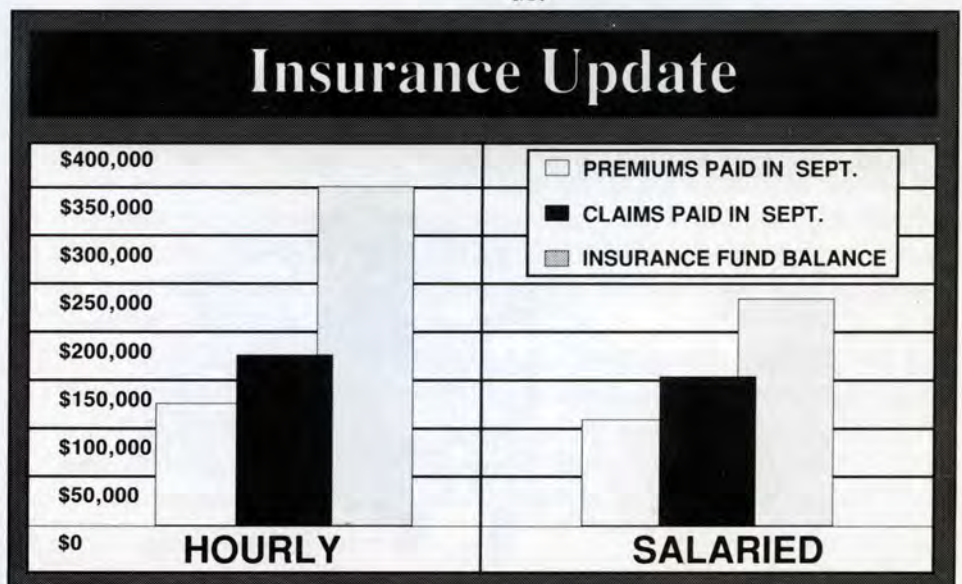 Insurance Update
$400,000
$350,000
$300,000
$250,000
$200,000
$150,000
$100,000
$50,000
$0
PREMIUMS PAID IN SEPT.
CLAIMS PAID IN SEPT.
INSURANCE FUND BALANCE
HOURLY
SALARIED